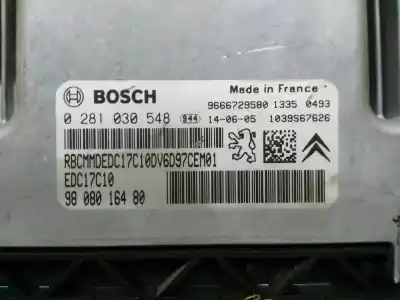 BOSCH
Made in France
9666729580 1335 0493
0 281 030 548 944 14-06-05 1039S67626
RBCMMDEDC17C10DV6D97CEM01
EDC17C10
98 080 164 80